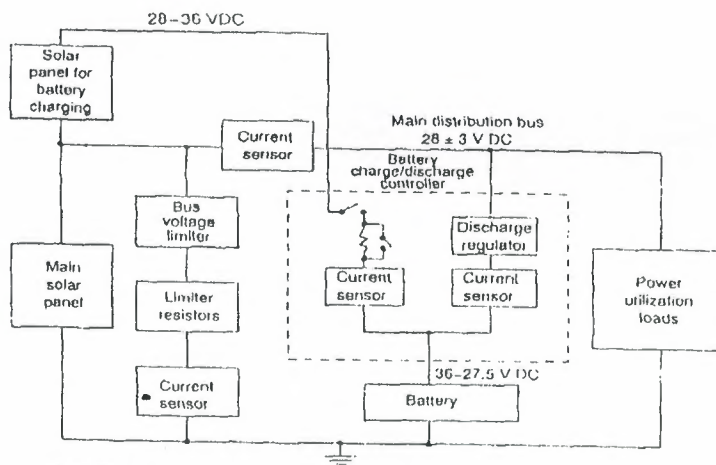 28–36 VDC
Solar
panel for
battery
charging
Current
sensor
Main distribution bus
28 ± 3 V DC
Battery
charge/discharge
controller
Bus
voltage
limiter
Discharge
regulator
Main
solar
panel
Limiter
resistors
Current
sensor
Current
sensor
Power
utilization
loads
Current
sensor
36–27.5 V DC
Battery